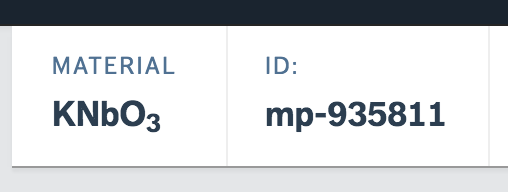 MATERIAL
KNbO₃
ID:
mp-935811